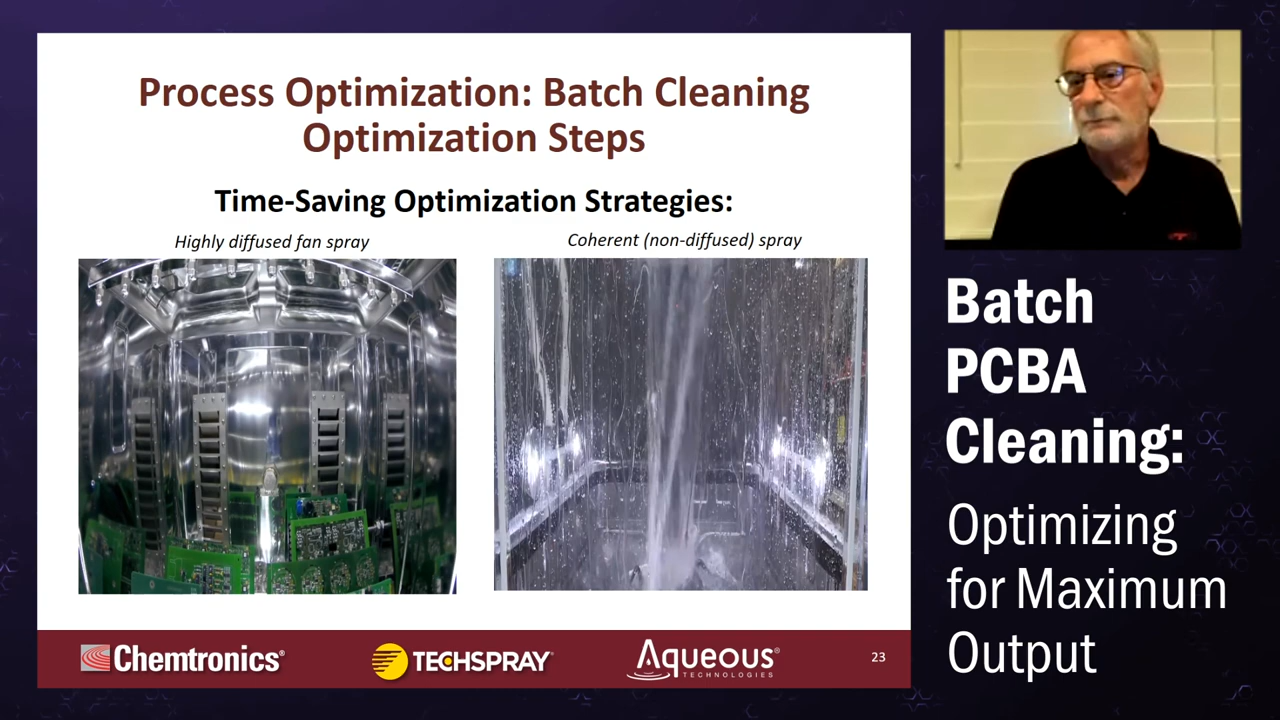 Process Optimization: Batch Cleaning
Optimization Steps
Time-Saving Optimization Strategies:
Highly diffused fan spray
Coherent (non-diffused) spray
Chemtronics®
TECHSPRAY®
Aqueous®
TECHNOLOGIES
23
Batch
PCBA
Cleaning:
Optimizing
for Maximum
Output